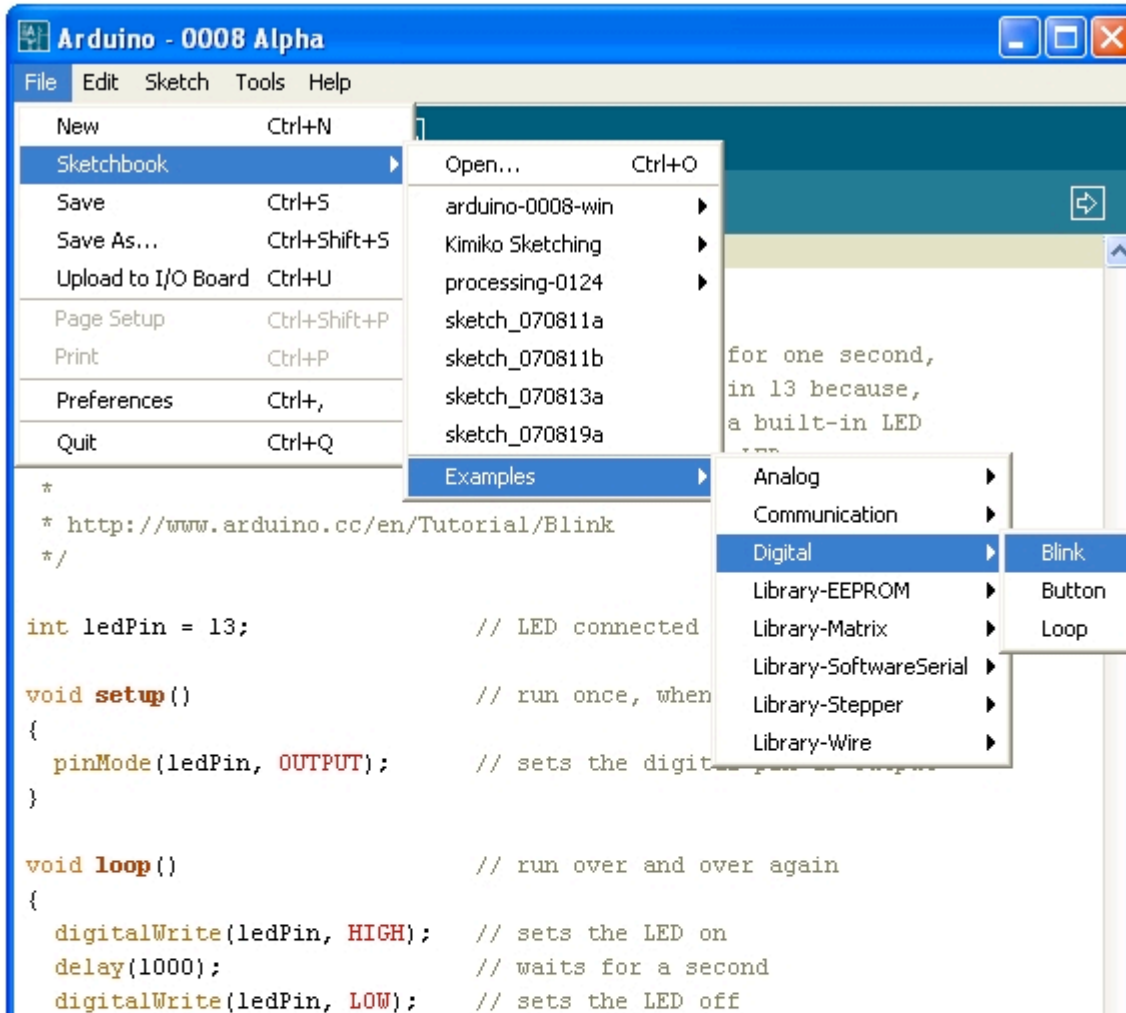 Arduino - 0008 Alpha
File Edit Sketch Tools Help
New Ctrl+N
Sketchbook
Save Ctrl+S
Save As... Ctrl+Shift+S
Upload to I/O Board Ctrl+U
Page Setup Ctrl+Shift+P
Print Ctrl+P
Preferences Ctrl+,
Quit Ctrl+Q
Open... Ctrl+O
arduino-0008-win
Kimiko Sketching
processing-0124
sketch_070811a
sketch_070811b
sketch_070813a
sketch_070819a
Examples
Analog
Communication
Digital
Library-EEPROM
Library-Matrix
Library-SoftwareSerial
Library-Stepper
Library-Wire
Blink
Button
Loop
for one second,
in 13 because,
a built-in LED
*
* http://www.arduino.cc/en/Tutorial/Blink
*/
int ledPin = 13; // LED connected
void setup() // run once, when
{
pinMode(ledPin, OUTPUT); // sets the digital pin as output
}
void loop() // run over and over again
{
digitalWrite(ledPin, HIGH); // sets the LED on
delay(1000); // waits for a second
digitalWrite(ledPin, LOW); // sets the LED off